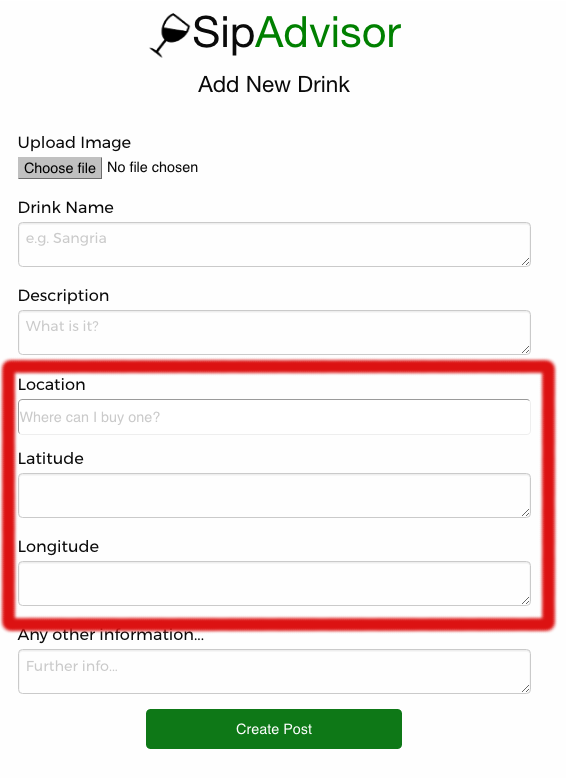 SipAdvisor
Add New Drink
Upload Image
Choose file No file chosen
Drink Name
e.g. Sangria
Description
What is it?
Location
Where can I buy one?
Latitude
Longitude
Any other information...
Further info...
Create Post